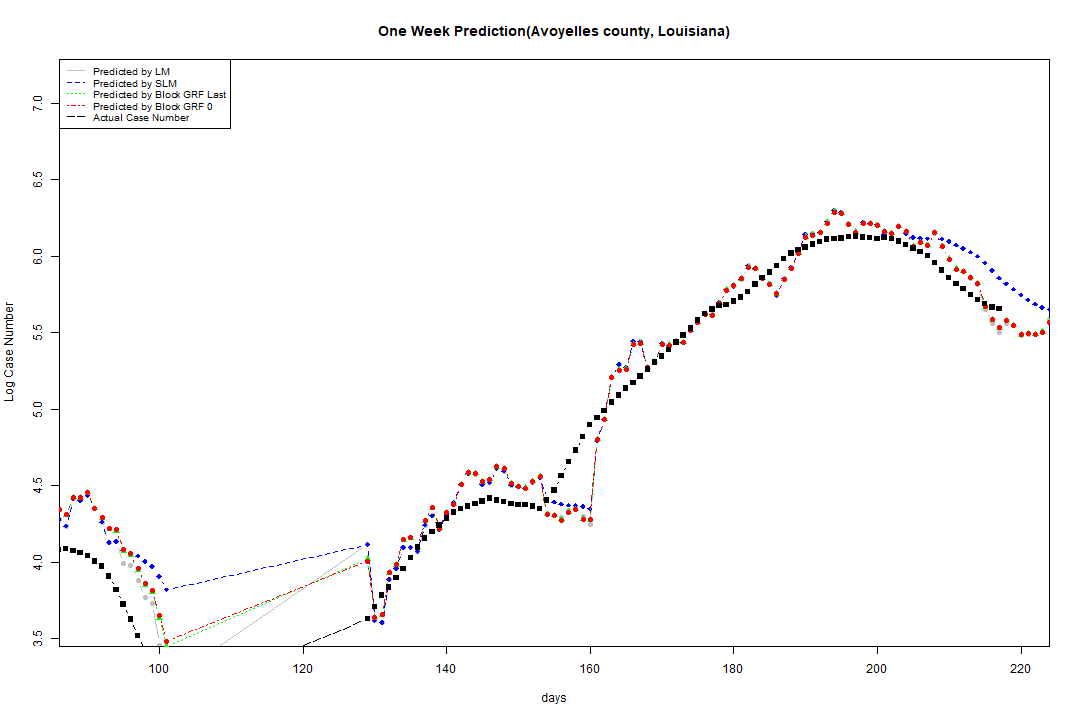 One Week Prediction(Avoyelles county, Louisiana)
Predicted by LM
Predicted by SLM
Predicted by Block GRF Last
Predicted by Block GRF 0
Actual Case Number
7.0
6.5
6.0
5.5
5.0
4.5
4.0
3.5
Log Case Number
100
120
140
160
180
200
220
days